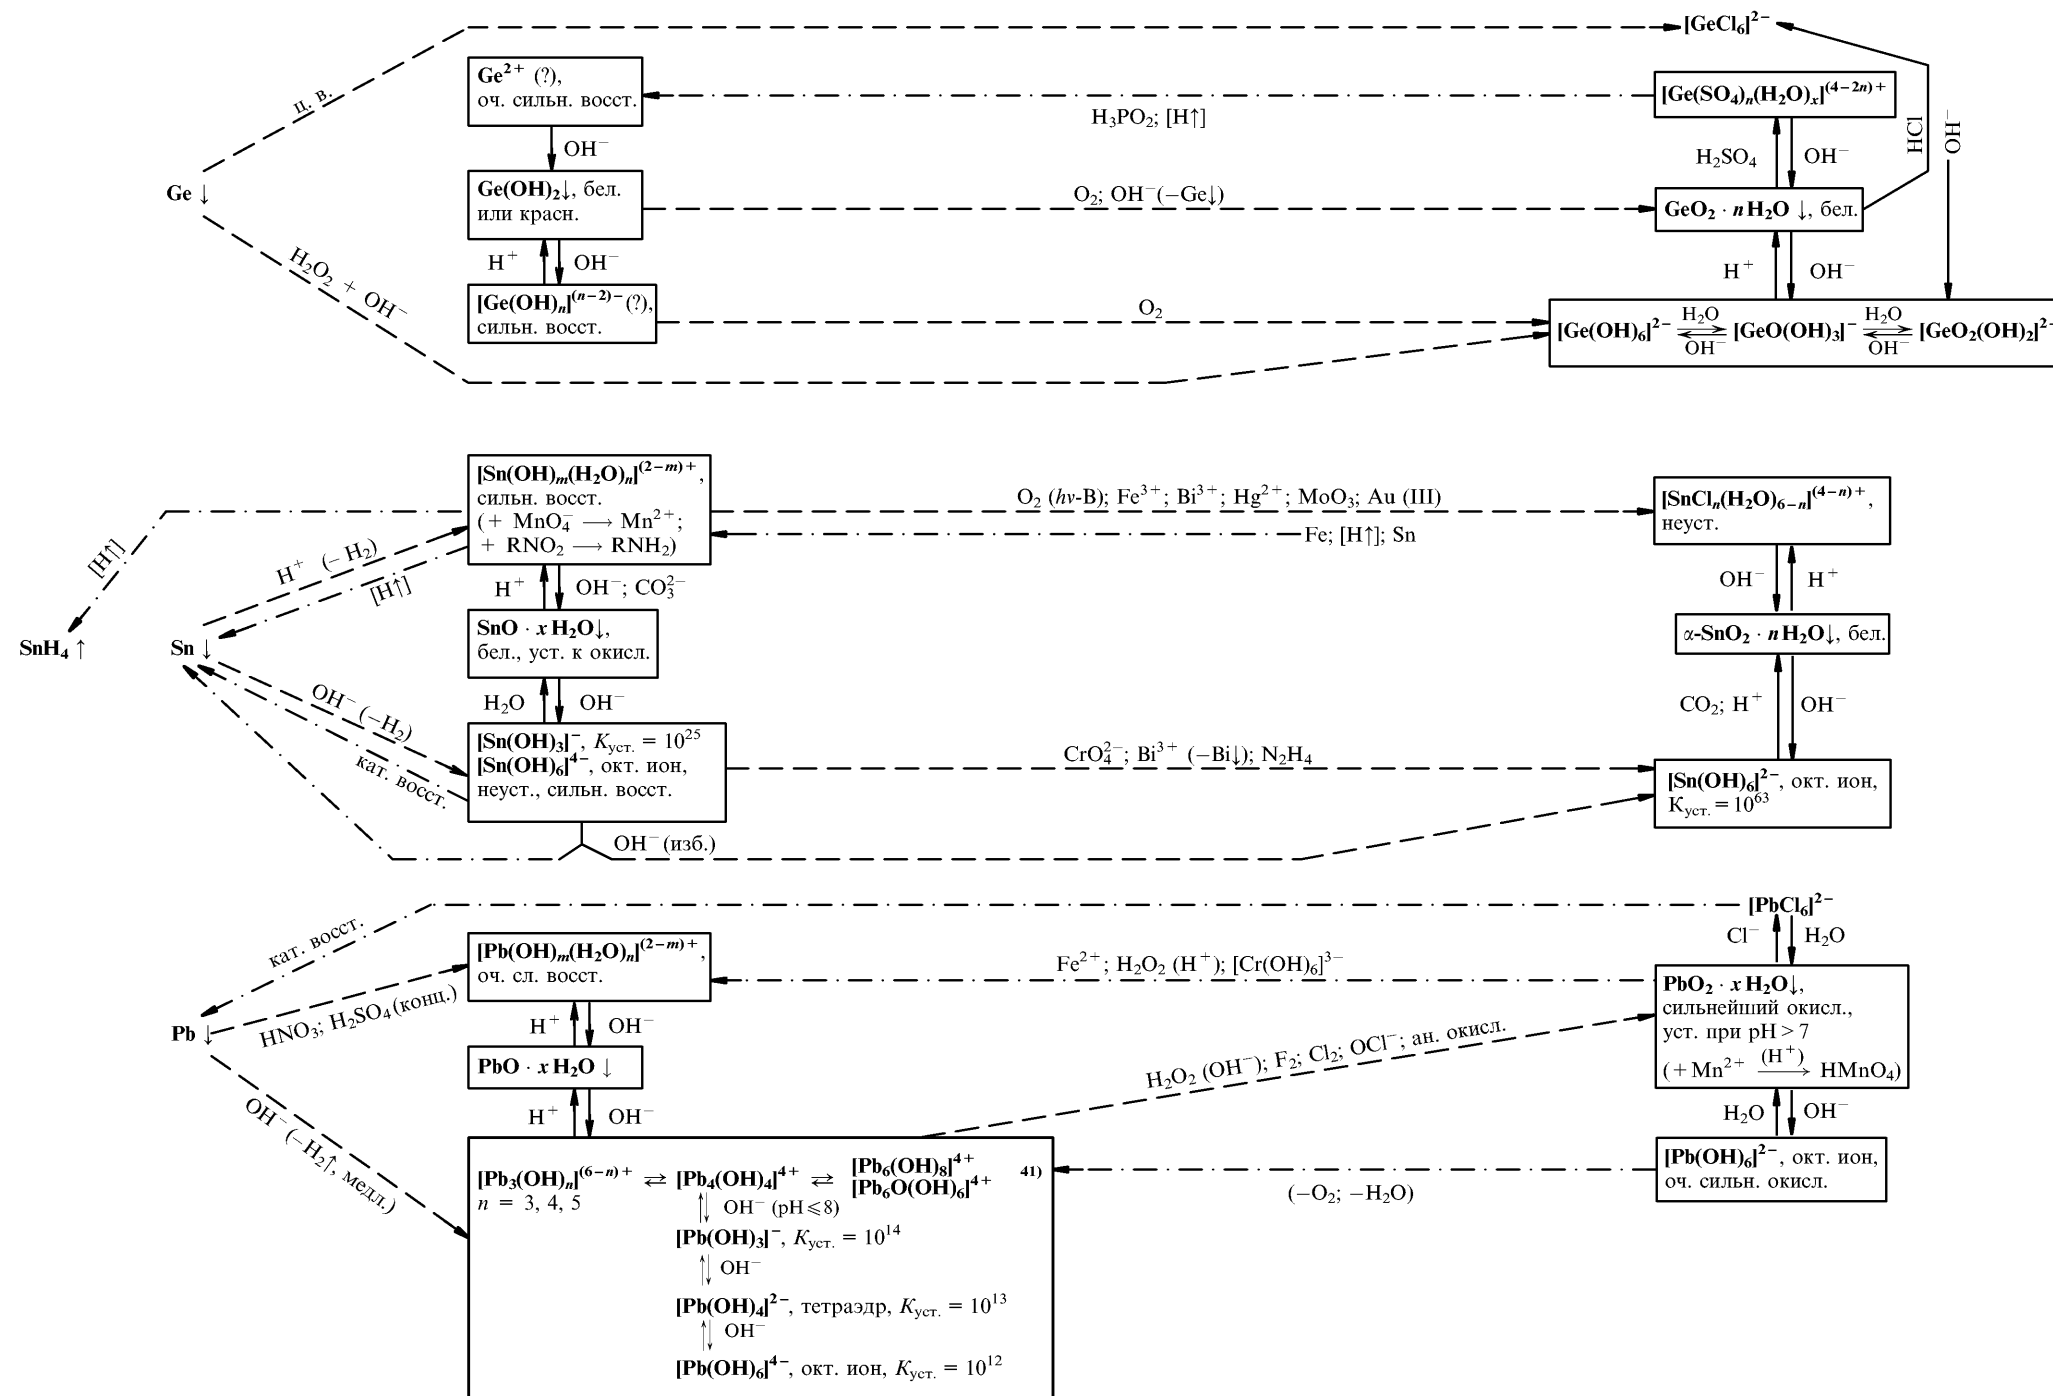 [GeCl₆]²⁻
ц. в.
Ge²⁺ (?),
оч. сильн. восст.
H₃PO₂; [H↑]
[Ge(SO₄)ₙ(H₂O)ₓ]⁽⁴⁻²ⁿ⁾⁺
OH⁻
H₂SO₄
OH⁻
HCl
OH⁻
Ge ↓
Ge(OH)₂↓, бел.
или красн.
O₂; OH⁻(−Ge↓)
GeO₂ · nH₂O ↓, бел.
H⁺
OH⁻
H⁺
OH⁻
H₂O₂ + OH⁻
[Ge(OH)ₙ]⁽ⁿ⁻²⁾⁻ (?),
сильн. восст.
O₂
[Ge(OH)₆]²⁻ H₂O ⇌ OH⁻ [GeO(OH)₃]⁻ H₂O ⇌ OH⁻ [GeO₂(OH)₂]²⁻
[Sn(OH)ₘ(H₂O)ₙ]⁽²⁻ᵐ⁾⁺,
сильн. восст.
(+ MnO₄⁻ ⟶ Mn²⁺;
+ RNO₂ ⟶ RNH₂)
O₂ (hν-B); Fe³⁺; Bi³⁺; Hg²⁺; MoO₃; Au (III)
Fe; [H↑]; Sn
[SnClₙ(H₂O)₆₋ₙ]⁽⁴⁻ⁿ⁾⁺,
неуст.
[H↑]
H⁺ (−H₂)
[H↑]
H⁺
OH⁻; CO₃²⁻
OH⁻
H⁺
SnH₄ ↑
Sn ↓
SnO · xH₂O↓,
бел., уст. к окисл.
α-SnO₂ · nH₂O↓, бел.
OH⁻ (−H₂)
кат. восст.
H₂O
OH⁻
CO₂; H⁺
OH⁻
[Sn(OH)₃]⁻, Kуст. = 10²⁵
[Sn(OH)₆]⁴⁻, окт. ион,
неуст., сильн. восст.
CrO₄²⁻; Bi³⁺ (−Bi↓); N₂H₄
[Sn(OH)₆]²⁻, окт. ион,
Kуст. = 10⁶³
OH⁻ (изб.)
[PbCl₆]²⁻
кат. восст.
Cl⁻
H₂O
[Pb(OH)ₘ(H₂O)ₙ]⁽²⁻ᵐ⁾⁺,
оч. сл. восст.
Fe²⁺; H₂O₂ (H⁺); [Cr(OH)₆]³⁻
PbO₂ · xH₂O↓,
сильнейший окисл.,
уст. при pH > 7
(+Mn²⁺ (H⁺)⟶ HMnO₄)
Pb ↓
HNO₃; H₂SO₄ (конц.)
H⁺
OH⁻
PbO · xH₂O ↓
H₂O₂ (OH⁻); F₂; Cl₂; OCl⁻; ан. окисл.
OH⁻ (−H₂↑, медл.)
H⁺
OH⁻
H₂O
OH⁻
[Pb₃(OH)ₙ]⁽⁶⁻ⁿ⁾⁺ ⇌ [Pb₄(OH)₄]⁴⁺ ⇌ [Pb₆(OH)₈]⁴⁺
[Pb₆O(OH)₆]⁴⁺
41)
n = 3, 4, 5
OH⁻ (pH⩽8)
[Pb(OH)₃]⁻, Kуст. = 10¹⁴
OH⁻
[Pb(OH)₄]²⁻, тетраэдр, Kуст. = 10¹³
OH⁻
[Pb(OH)₆]⁴⁻, окт. ион, Kуст. = 10¹²
(−O₂; −H₂O)
[Pb(OH)₆]²⁻, окт. ион,
оч. сильн. окисл.